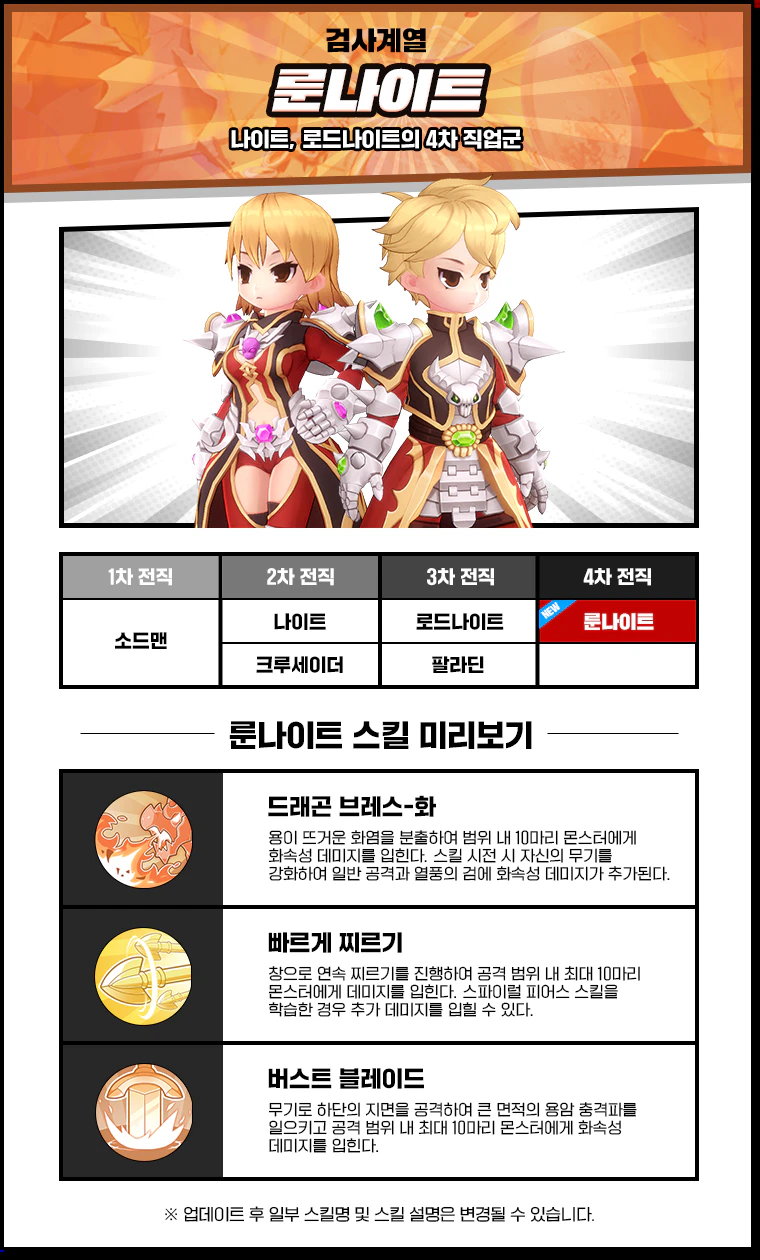 검사계열
룬나이트
나이트, 로드나이트의 4차 직업군
1차 전직 2차 전직 3차 전직 4차 전직
소드맨 나이트 로드나이트 NEW 룬나이트
크루세이더 팔라딘
룬나이트 스킬 미리보기
드래곤 브레스-화
용이 뜨거운 화염을 분출하여 범위 내 10마리 몬스터에게
화속성 데미지를 입힌다. 스킬 시전 시 자신의 무기를
강화하여 일반 공격과 열풍의 검에 화속성 데미지가 추가된다.
빠르게 찌르기
창으로 연속 찌르기를 진행하여 공격 범위 내 최대 10마리
몬스터에게 데미지를 입힌다. 스파이럴 피어스 스킬을
학습한 경우 추가 데미지를 입힐 수 있다.
버스트 블레이드
무기로 하단의 지면을 공격하여 큰 면적의 용암 충격파를
일으키고 공격 범위 내 최대 10마리 몬스터에게 화속성
데미지를 입힌다.
※ 업데이트 후 일부 스킬명 및 스킬 설명은 변경될 수 있습니다.